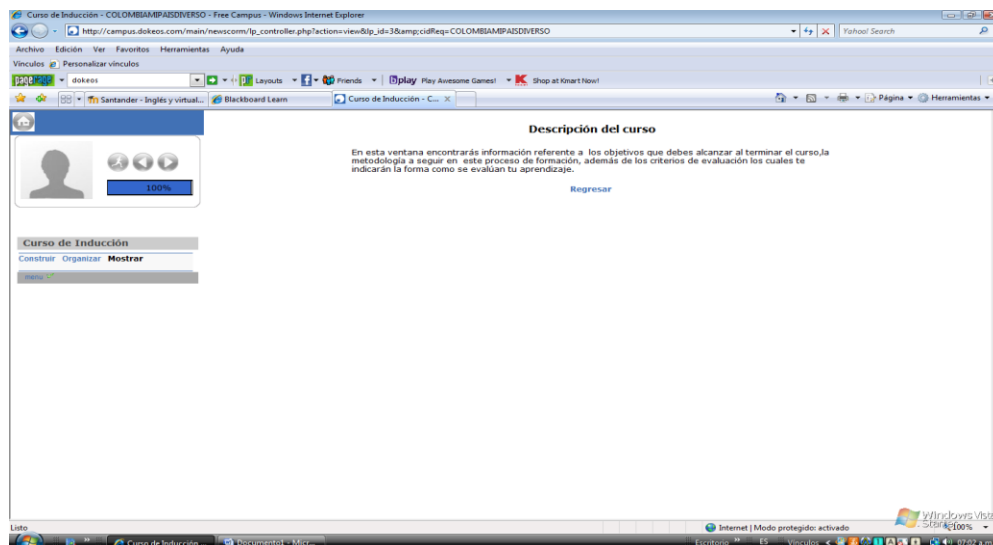 Curso de Inducción - COLOMBIAMIPAISDIVERSO - Free Campus - Windows Internet Explorer
http://campus.dokeos.com/main/newscorm/lp_controller.php?action=view&lp_id=3&amp;cidReq=COLOMBIAMIPAISDIVERSO
Yahoo! Search
Archivo Edición Ver Favoritos Herramientas Ayuda
Vínculos Personalizar vínculos
dokeos Layouts Friends play Play Awesome Games! Shop at Kmart Now!
Santander - Inglés y virtual... Blackboard Learn Curso de Inducción - C... Página Herramientas
Descripción del curso
En esta ventana encontrarás información referente a los objetivos que debes alcanzar al terminar el curso,la
metodología a seguir en este proceso de formación, además de los criterios de evaluación los cuales te
indicarán la forma como se evalúan tu aprendizaje.
Regresar
100%
Curso de Inducción
Construir Organizar Mostrar
menu
Windows Vista
Listo Internet | Modo protegido: activado 100%
Curso de Inducción ... Documento1 - Micr... Escritorio ES Vínculos 07:02 a.m.